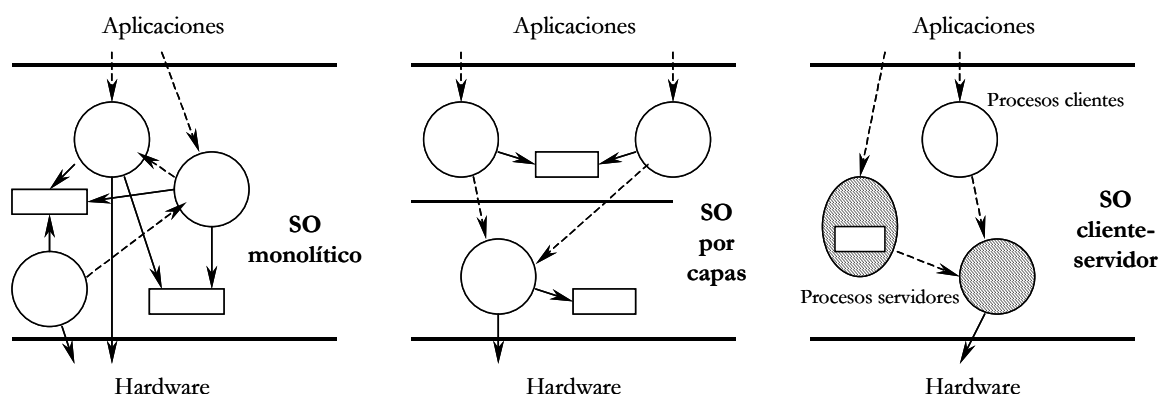 Aplicaciones
SO
monolítico
Hardware
Aplicaciones
SO
por
capas
Hardware
Aplicaciones
Procesos clientes
SO
cliente-
servidor
Procesos servidores
Hardware